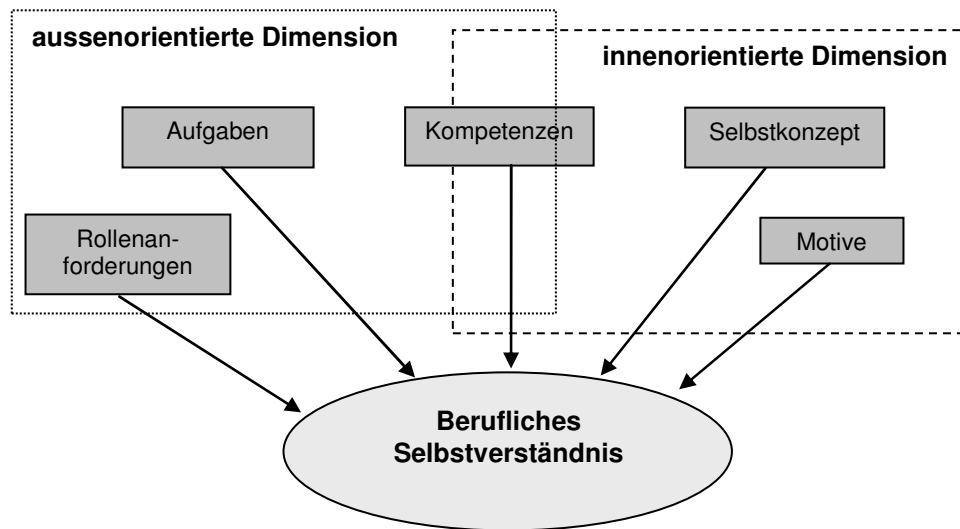 aussenorientierte Dimension
innenorientierte Dimension
Aufgaben
Kompetenzen
Selbstkonzept
Rollenan-
forderungen
Motive
Berufliches
Selbstverständnis